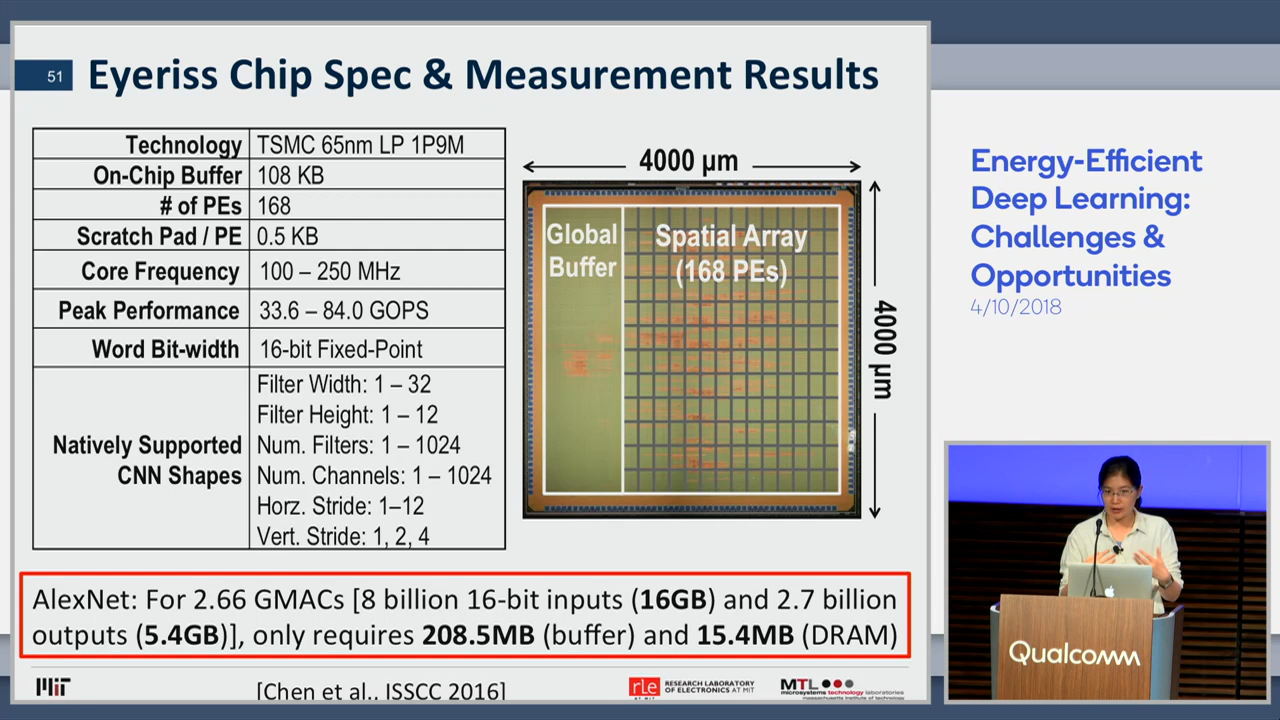 51
Eyeriss Chip Spec & Measurement Results
Technology TSMC 65nm LP 1P9M
On-Chip Buffer 108 KB
# of PEs 168
Scratch Pad / PE 0.5 KB
Core Frequency 100 – 250 MHz
Peak Performance 33.6 – 84.0 GOPS
Word Bit-width 16-bit Fixed-Point
Natively Supported
CNN Shapes
Filter Width: 1 – 32
Filter Height: 1 – 12
Num. Filters: 1 – 1024
Num. Channels: 1 – 1024
Horz. Stride: 1–12
Vert. Stride: 1, 2, 4
4000 µm
Global
Buffer
Spatial Array
(168 PEs)
4000 µm
AlexNet: For 2.66 GMACs [8 billion 16-bit inputs (16GB) and 2.7 billion
outputs (5.4GB)], only requires 208.5MB (buffer) and 15.4MB (DRAM)
MIT
[Chen et al., ISSCC 2016]
rle
RESEARCH LABORATORY
OF ELECTRONICS AT MIT
MTL
microsystems technology laboratories
massachusetts institute of technology
Energy-Efficient
Deep Learning:
Challenges &
Opportunities
4/10/2018
Qualcomm